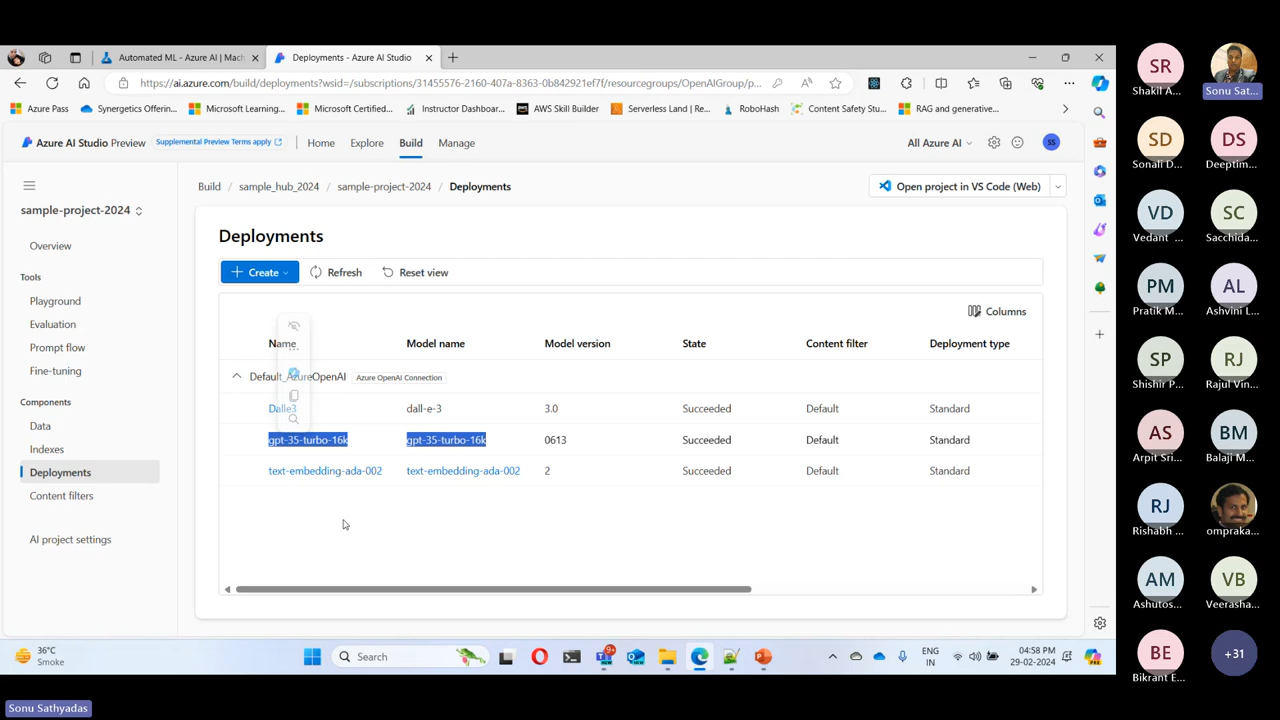 Automated ML - Azure AI | Mach
Deployments - Azure AI Studio
https://ai.azure.com/build/deployments?wsid=/subscriptions/31455576-2160-407a-8363-0b842921ef7f/resourcegroups/OpenAIGroup/p...
Azure Pass
Synergetics Offerin...
Microsoft Learning...
Microsoft Certified...
Instructor Dashboar...
AWS Skill Builder
Serverless Land | Re...
RoboHash
Content Safety Stu...
RAG and generative...
Azure AI Studio Preview
Supplemental Preview Terms apply
Home
Explore
Build
Manage
All Azure AI
SS
sample-project-2024
Overview
Tools
Playground
Evaluation
Prompt flow
Fine-tuning
Components
Data
Indexes
Deployments
Content filters
AI project settings
Build
sample_hub_2024
sample-project-2024
Deployments
Open project in VS Code (Web)
Deployments
Create
Refresh
Reset view
Columns
Name Model name Model version State Content filter Deployment type
Default_AzureOpenAI Azure OpenAI Connection
Dalle3 dall-e-3 3.0 Succeeded Default Standard
gpt-35-turbo-16k gpt-35-turbo-16k 0613 Succeeded Default Standard
text-embedding-ada-002 text-embedding-ada-002 2 Succeeded Default Standard
36°C
Smoke
Search
9+
NEW
NEW
ENG
IN
04:58 PM
29-02-2024
PRE
SR
Shakil A...
Sonu Sat...
SD
Sonali D...
DS
Deeptim...
VD
Vedant ...
SC
Sacchida...
PM
Pratik M...
AL
Ashvini L...
SP
Shishir P...
RJ
Rajul Vin...
AS
Arpit Sri...
BM
Balaji M...
RJ
Rishabh ...
ompraka...
AM
Ashutos...
VB
Veerasha...
BE
Bikrant E...
+31
Sonu Sathyadas